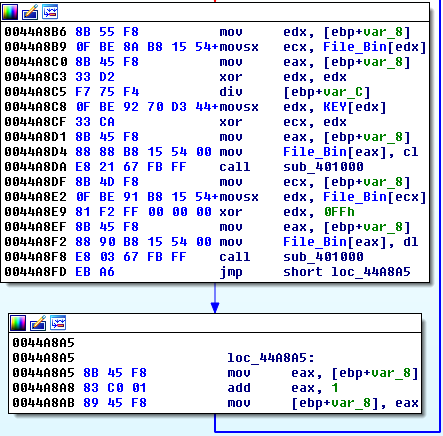 0044A8B6 8B 55 F8 mov edx, [ebp+var_8]
0044A8B9 0F BE 8A B8 15 54+movsx ecx, File_Bin[edx]
0044A8C0 8B 45 F8 mov eax, [ebp+var_8]
0044A8C3 33 D2 xor edx, edx
0044A8C5 F7 75 F4 div [ebp+var_C]
0044A8C8 0F BE 92 70 D3 44+movsx edx, KEY[edx]
0044A8CF 33 CA xor ecx, edx
0044A8D1 8B 45 F8 mov eax, [ebp+var_8]
0044A8D4 88 88 B8 15 54 00 mov File_Bin[eax], cl
0044A8DA E8 21 67 FB FF call sub_401000
0044A8DF 8B 4D F8 mov ecx, [ebp+var_8]
0044A8E2 0F BE 91 B8 15 54+movsx edx, File_Bin[ecx]
0044A8E9 81 F2 FF 00 00 00 xor edx, 0FFh
0044A8EF 8B 45 F8 mov eax, [ebp+var_8]
0044A8F2 88 90 B8 15 54 00 mov File_Bin[eax], dl
0044A8F8 E8 03 67 FB FF call sub_401000
0044A8FD EB A6 jmp short loc_44A8A5
0044A8A5
0044A8A5 loc_44A8A5:
0044A8A5 8B 45 F8 mov eax, [ebp+var_8]
0044A8A8 83 C0 01 add eax, 1
0044A8AB 89 45 F8 mov [ebp+var_8], eax